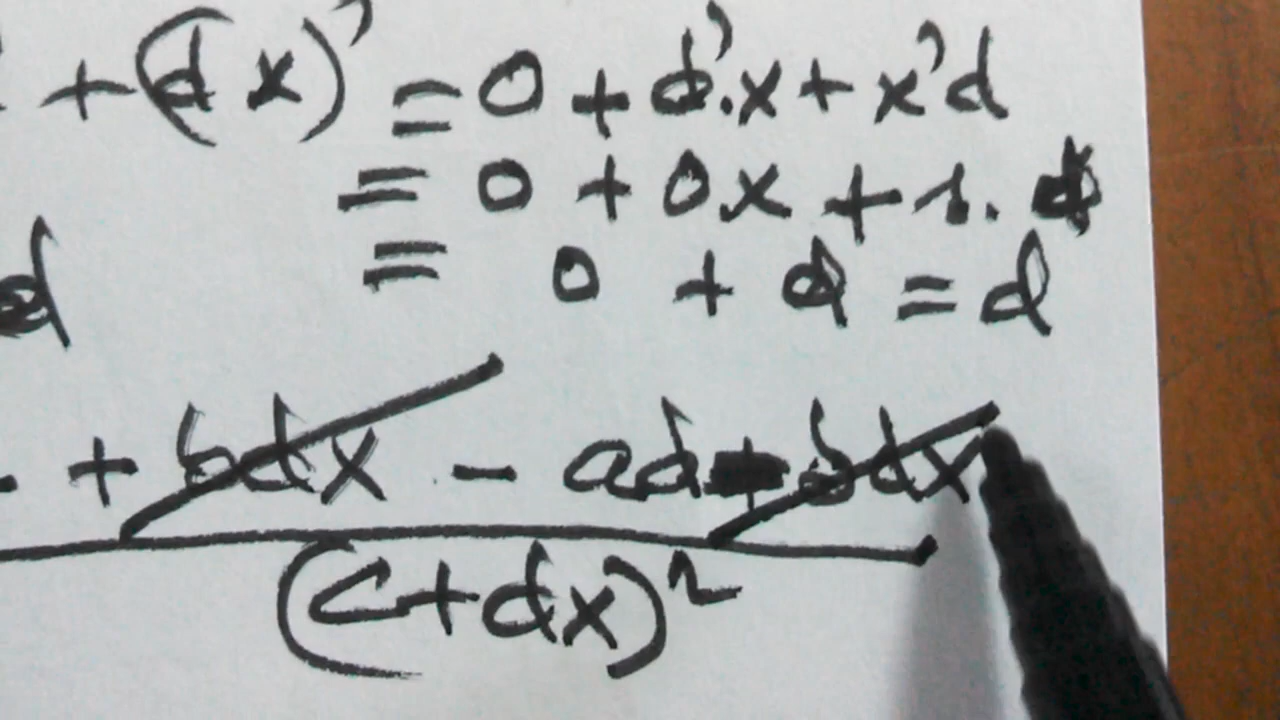 +(dx)' = 0 + d'.x + x'd
= 0 + 0x + 1. d
d = 0 + d = d
+ bdx - ad - bdx
(c+dx)²